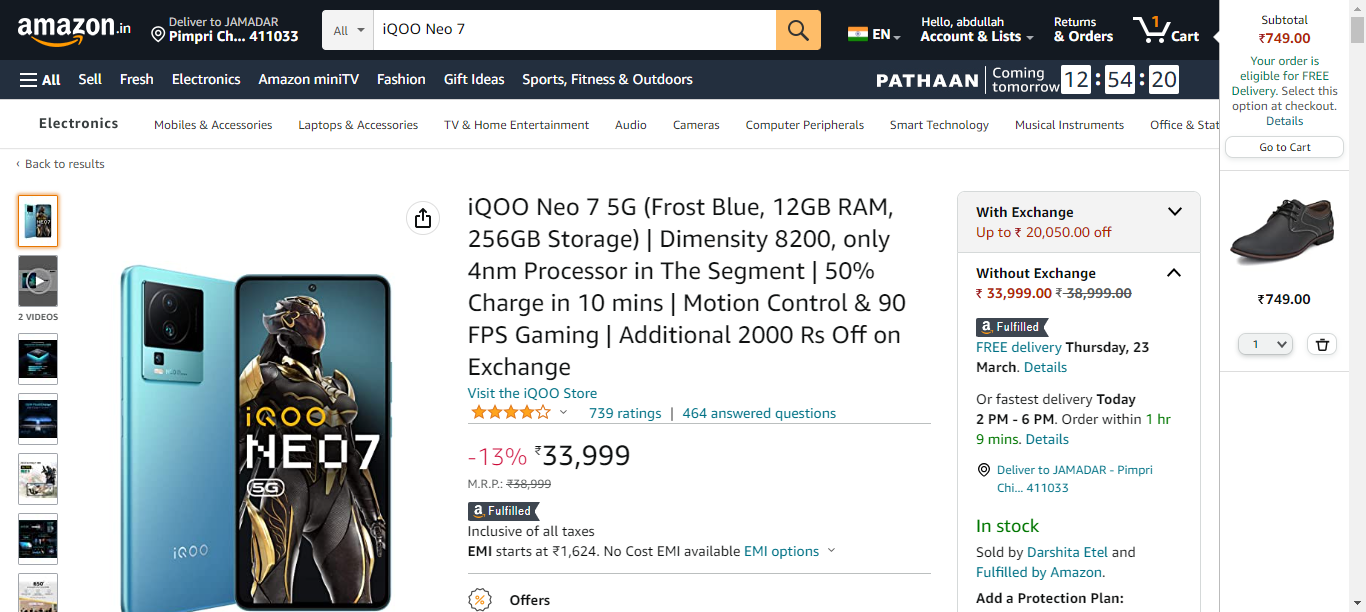 amazon.in
Deliver to JAMADAR
Pimpri Ch... 411033
All
iQOO Neo 7
EN
Hello, abdullah
Account & Lists
Returns
& Orders
1
Cart
All
Sell
Fresh
Electronics
Amazon miniTV
Fashion
Gift Ideas
Sports, Fitness & Outdoors
PATHAAN
Coming
tomorrow
12 : 54 : 20
Electronics
Mobiles & Accessories
Laptops & Accessories
TV & Home Entertainment
Audio
Cameras
Computer Peripherals
Smart Technology
Musical Instruments
Office & Stat
‹ Back to results
2 VIDEOS
iQOO
NEO7
5G
iQOO
iQOO Neo 7 5G (Frost Blue, 12GB RAM,
256GB Storage) | Dimensity 8200, only
4nm Processor in The Segment | 50%
Charge in 10 mins | Motion Control & 90
FPS Gaming | Additional 2000 Rs Off on
Exchange
Visit the iQOO Store
739 ratings | 464 answered questions
-13% ₹33,999
M.R.P.: ₹38,999
a Fulfilled
Inclusive of all taxes
EMI starts at ₹1,624. No Cost EMI available EMI options
Offers
With Exchange
Up to ₹ 20,050.00 off
Without Exchange
₹ 33,999.00 ₹ 38,999.00
a Fulfilled
FREE delivery Thursday, 23
March. Details
Or fastest delivery Today
2 PM - 6 PM. Order within 1 hr
9 mins. Details
Deliver to JAMADAR - Pimpri
Chi... 411033
In stock
Sold by Darshita Etel and
Fulfilled by Amazon.
Add a Protection Plan:
Subtotal
₹749.00
Your order is
eligible for FREE
Delivery. Select this
option at checkout.
Details
Go to Cart
₹749.00
1